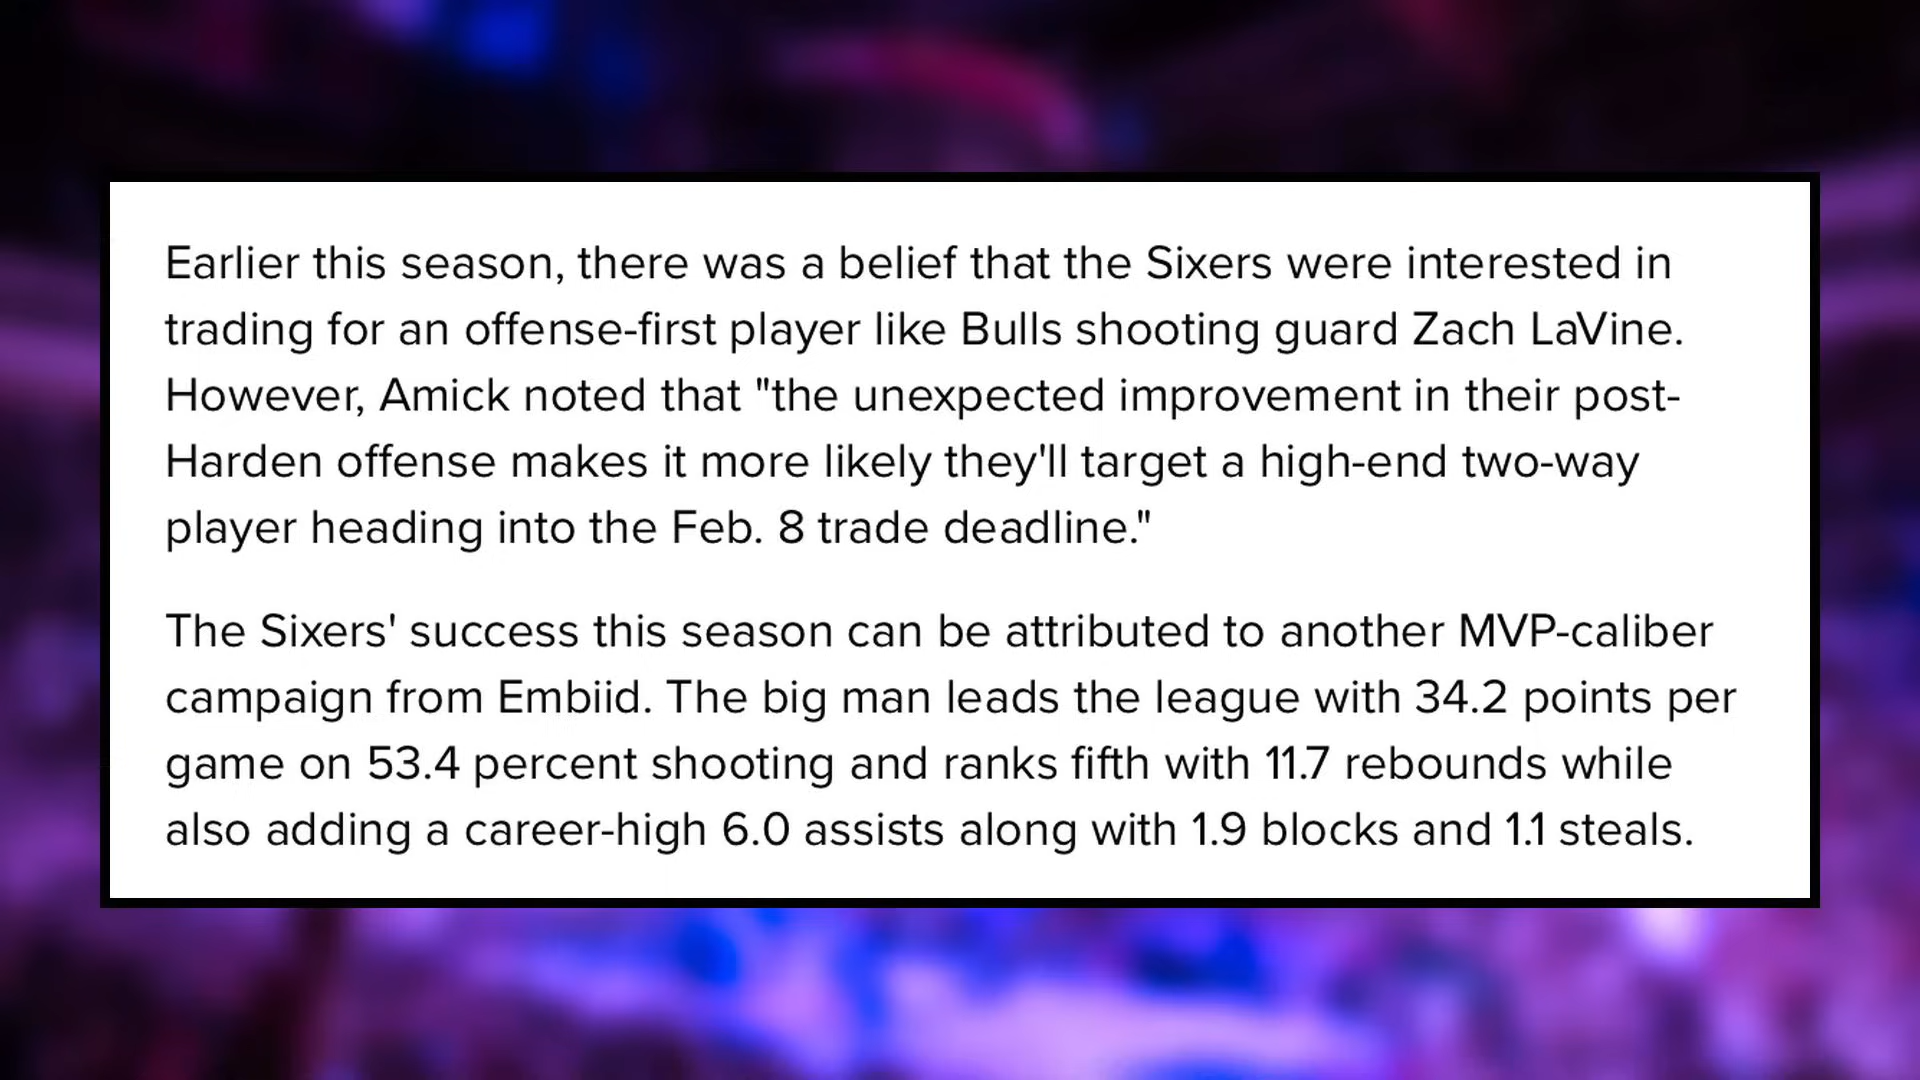 Earlier this season, there was a belief that the Sixers were interested in
trading for an offense-first player like Bulls shooting guard Zach LaVine.
However, Amick noted that "the unexpected improvement in their post-
Harden offense makes it more likely they'll target a high-end two-way
player heading into the Feb. 8 trade deadline."
The Sixers' success this season can be attributed to another MVP-caliber
campaign from Embiid. The big man leads the league with 34.2 points per
game on 53.4 percent shooting and ranks fifth with 11.7 rebounds while
also adding a career-high 6.0 assists along with 1.9 blocks and 1.1 steals.